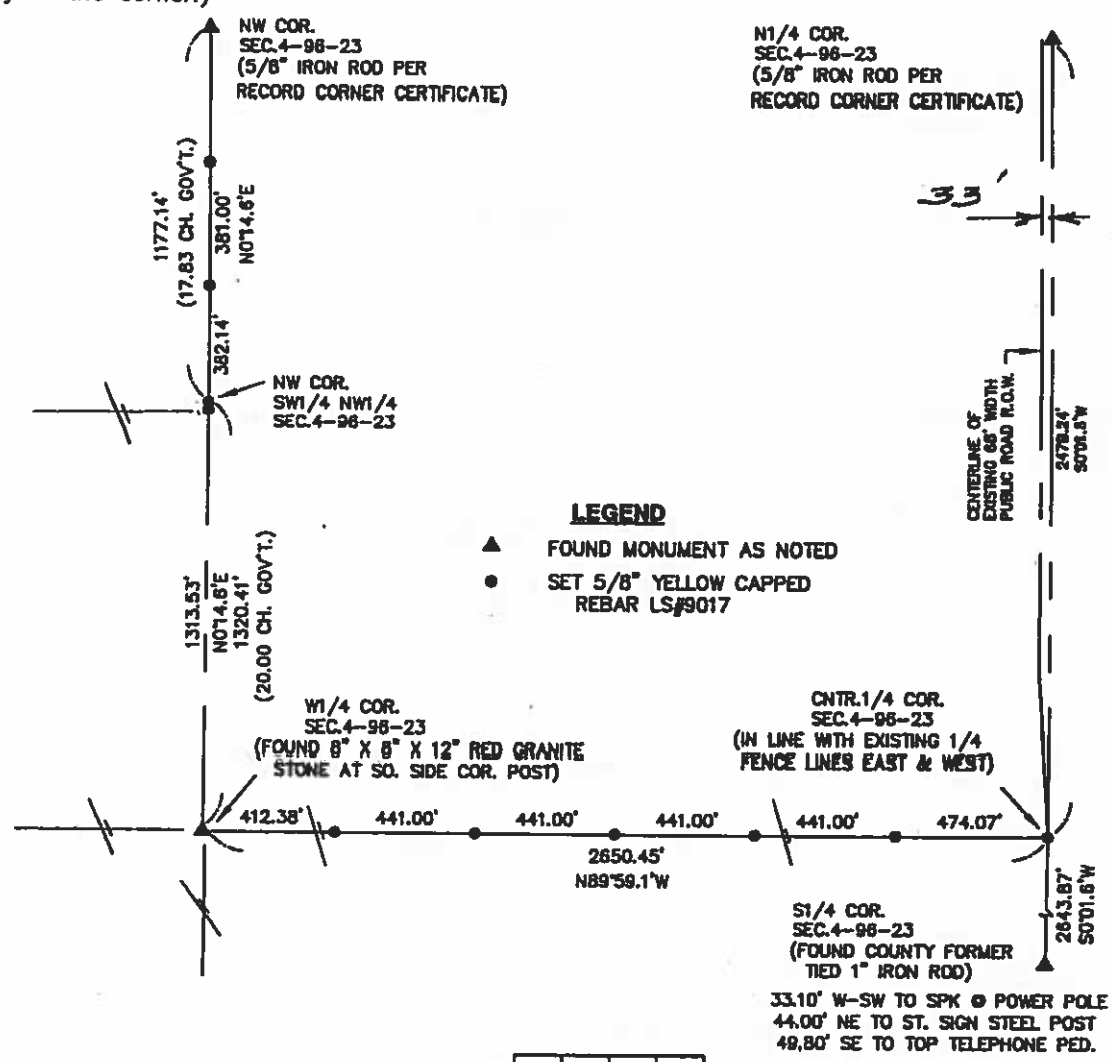 NW COR.
SEC.4-96-23
(5/8" IRON ROD PER
RECORD CORNER CERTIFICATE)
N1/4 COR.
SEC.4-96-23
(5/8" IRON ROD PER
RECORD CORNER CERTIFICATE)
1177.14'
(17.83 CH. GOV'T.)
381.00'
N0°14.6'E
382.14'
33'
NW COR.
SW1/4 NW1/4
SEC.4-96-23
CENTERLINE OF
EXISTING 66' WIDTH
PUBLIC ROAD R.O.W.
2479.24'
S0°01.6'W
LEGEND
▲ FOUND MONUMENT AS NOTED
● SET 5/8" YELLOW CAPPED
REBAR LS#9017
1313.53'
N0°14.6'E
1320.41'
(20.00 CH. GOV'T.)
W1/4 COR.
SEC.4-96-23
(FOUND 8" X 8" X 12" RED GRANITE
STONE AT SO. SIDE COR. POST)
CNTR.1/4 COR.
SEC.4-96-23
(IN LINE WITH EXISTING 1/4
FENCE LINES EAST & WEST)
412.38' 441.00' 441.00' 441.00' 441.00' 474.07'
2650.45'
N89°59.1'W
2643.87'
S0°01.6'W
S1/4 COR.
SEC.4-96-23
(FOUND COUNTY FORMER
TIED 1" IRON ROD)
33.10' W-SW TO SPK @ POWER POLE
44.00' NE TO ST. SIGN STEEL POST
49.80' SE TO TOP TELEPHONE PED.